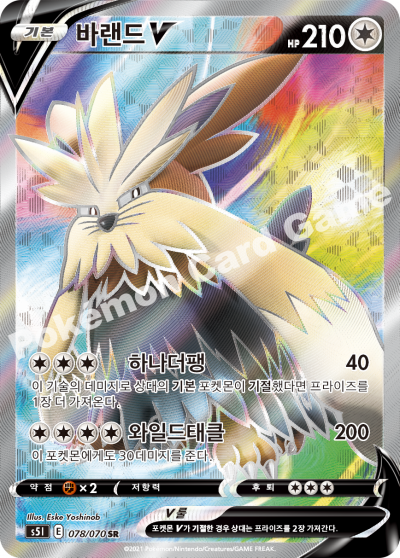 기본 바랜드 V HP 210
Pokémon Card Game
하나더팽 40
이 기술의 데미지로 상대의 기본 포켓몬이 기절했다면 프라이즈를
1장 더 가져온다.
와일드태클 200
이 포켓몬에게도 30데미지를 준다.
약점 ×2 저항력 후퇴
Illus. Eske Yoshinob V룰
s5I E 078/070 SR 포켓몬 V가 기절한 경우 상대는 프라이즈를 2장 가져간다.
©2021 Pokémon/Nintendo/Creatures/GAME FREAK.